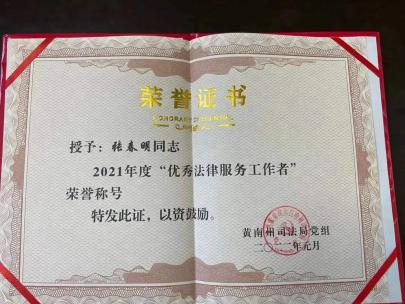 荣誉证书
授予：张春明同志
2021年度“优秀法律服务工作者”
荣誉称号
特发此证，以资鼓励。
黄南州司法局党组
二〇二二年元月